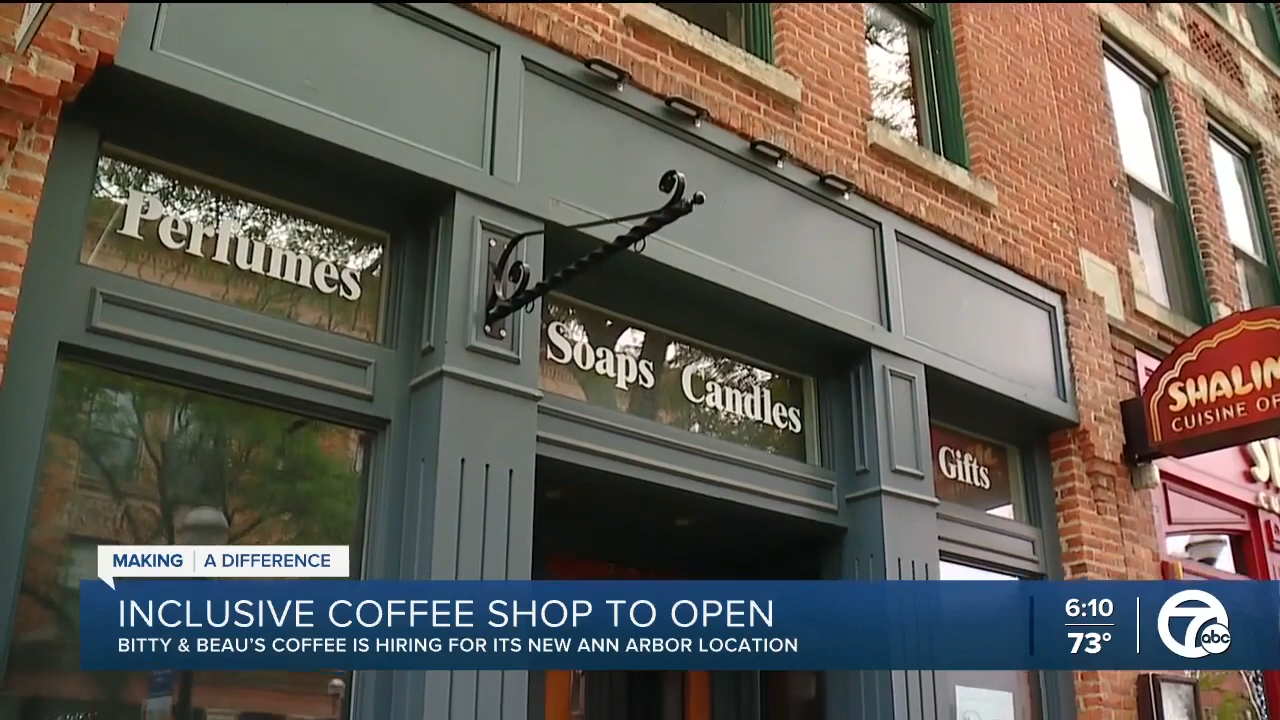 Perfumes
Soaps Candles
Gifts
CUISINE
MAKING A DIFFERENCE
INCLUSIVE COFFEE SHOP TO OPEN
BITTY & BEAU'S COFFEE IS HIRING FOR ITS NEW ANN ARBOR LOCATION
6:10
73°
7 abc